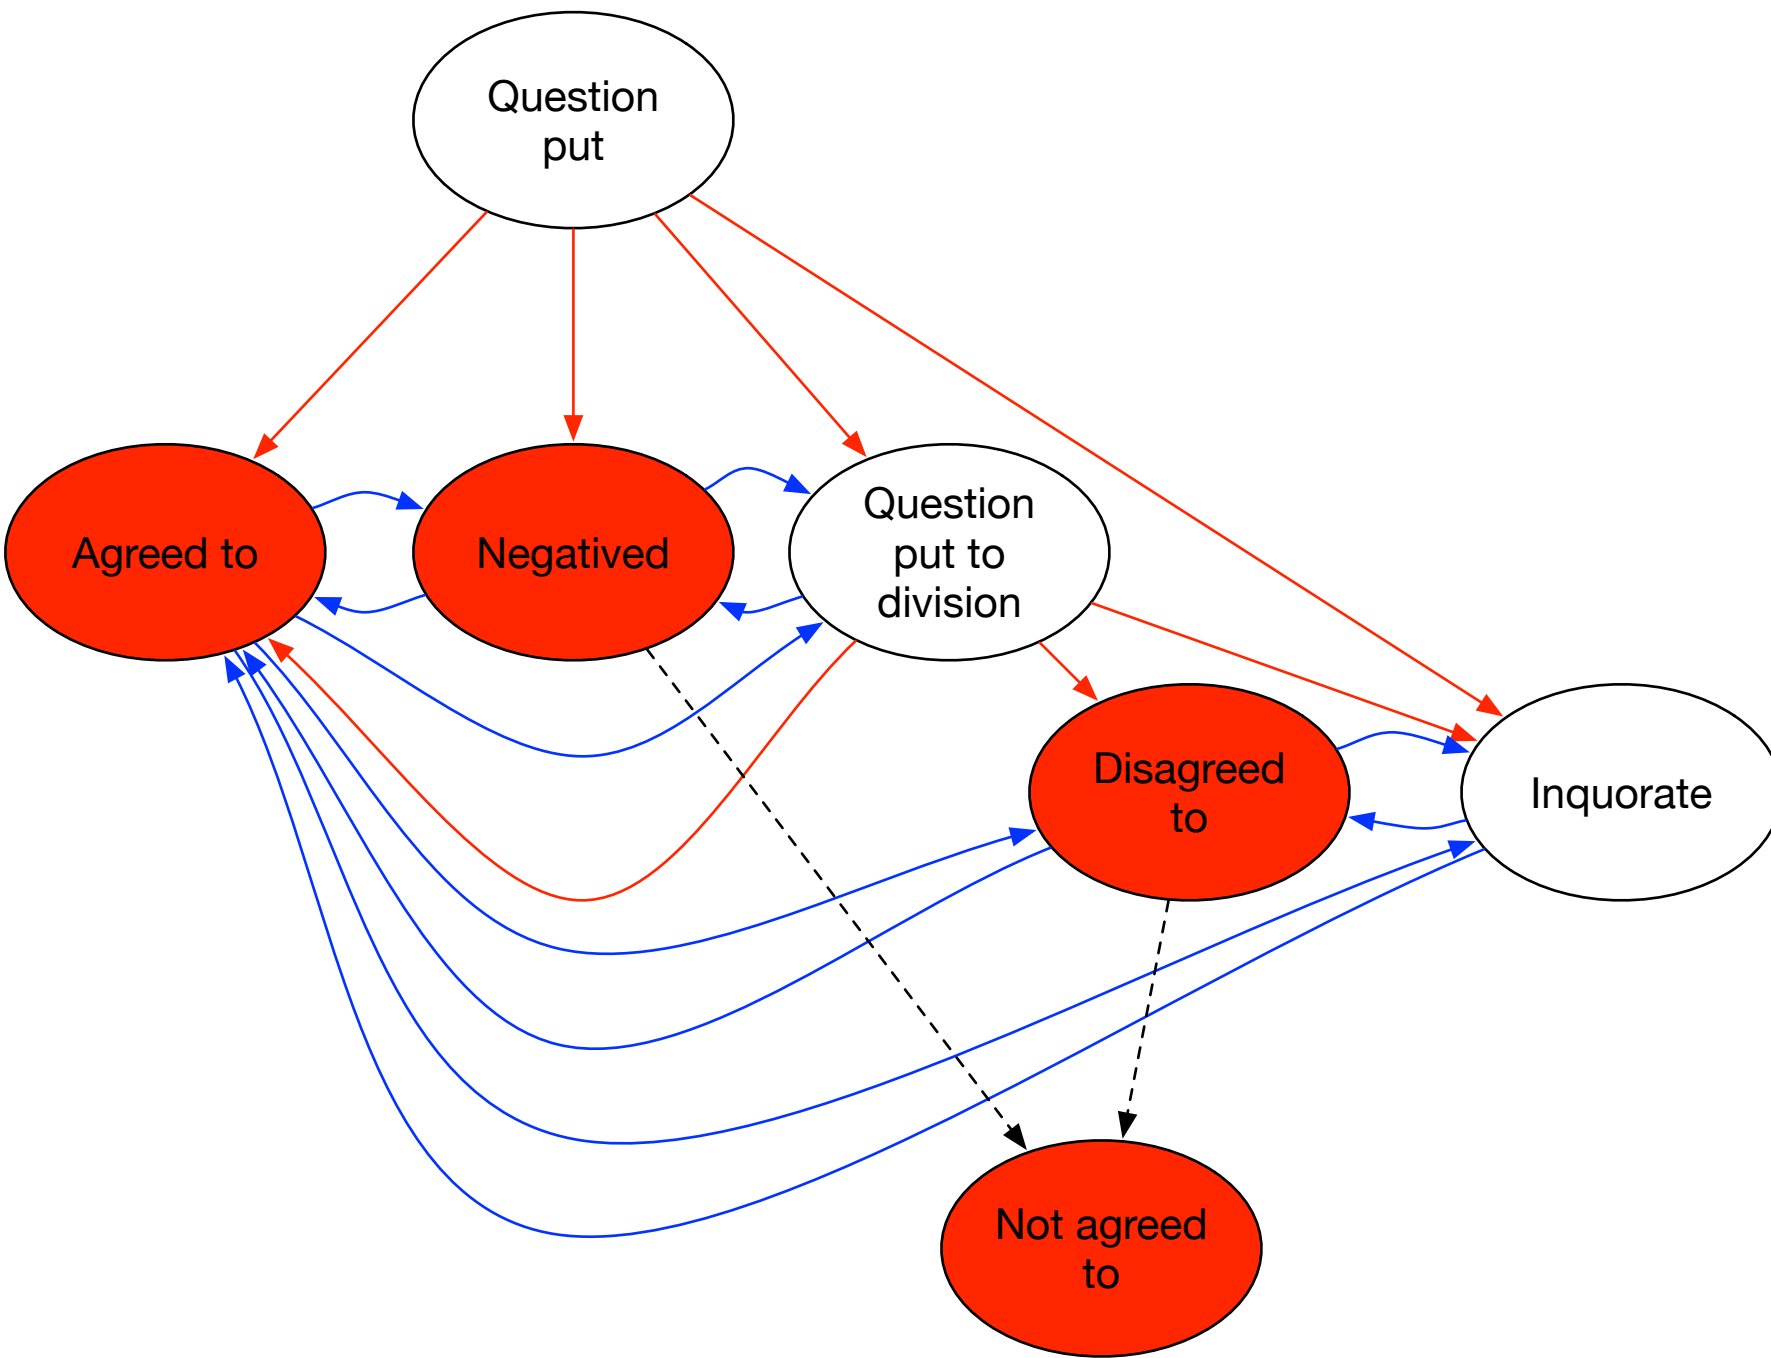 Question
put
Agreed to
Negatived
Question
put to
division
Disagreed
to
Inquorate
Not agreed
to